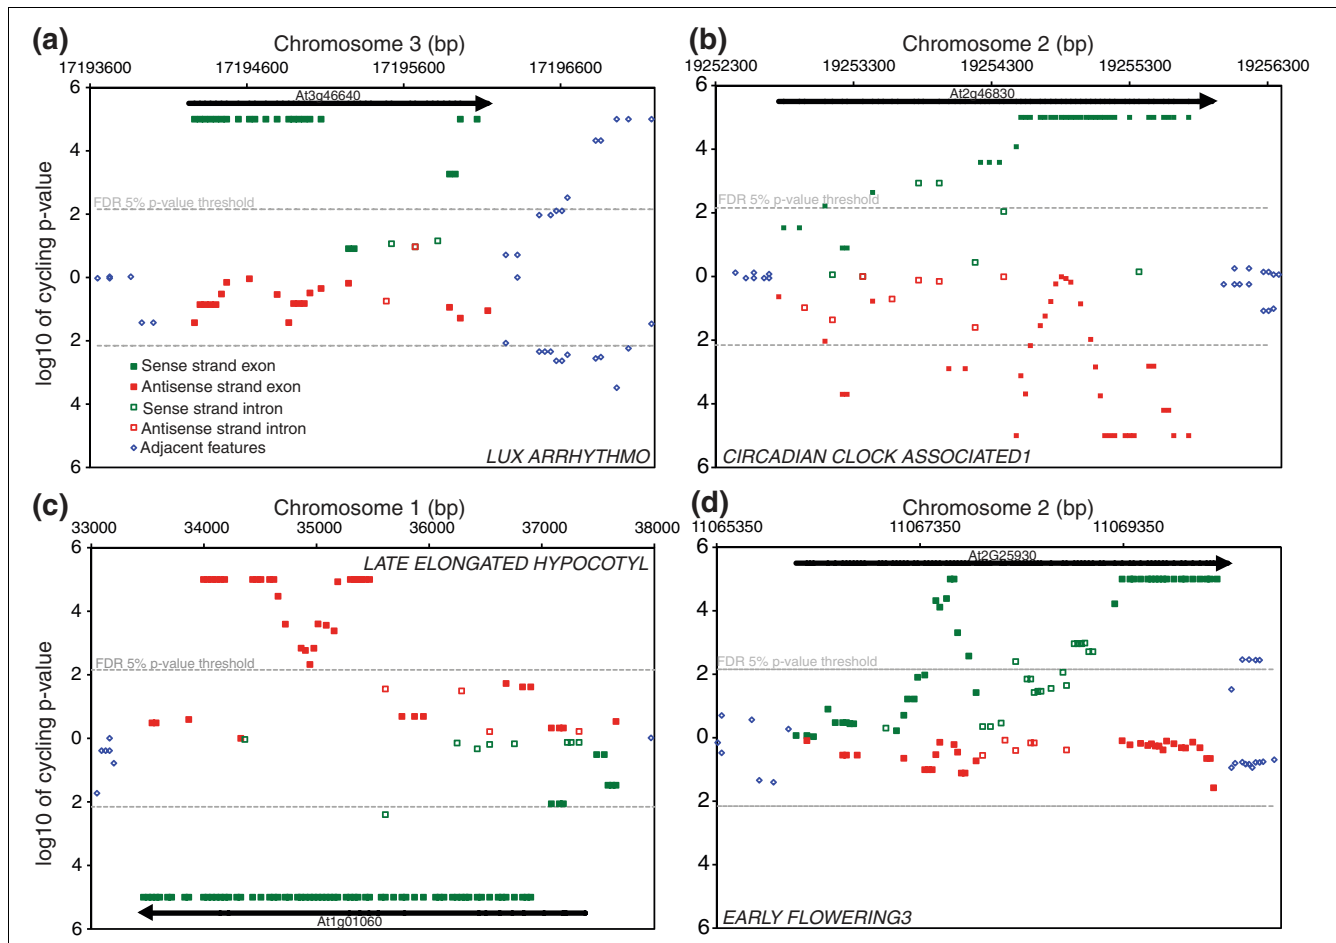 (a)
Chromosome 3 (bp)
17193600 17194600 17195600 17196600
6
4
2
0
2
4
6
log10 of cycling p-value
At3g46640
FDR 5% p-value threshold
Sense strand exon
Antisense strand exon
Sense strand intron
Antisense strand intron
Adjacent features
LUX ARRHYTHMO
(b)
Chromosome 2 (bp)
19252300 19253300 19254300 19255300 19256300
6
4
2
0
2
4
6
At2g46830
FDR 5% p-value threshold
CIRCADIAN CLOCK ASSOCIATED1
(c)
Chromosome 1 (bp)
33000 34000 35000 36000 37000 38000
6
4
2
0
2
4
6
log10 of cycling p-value
LATE ELONGATED HYPOCOTYL
FDR 5% p-value threshold
At1g01060
(d)
Chromosome 2 (bp)
11065350 11067350 11069350
6
4
2
0
2
4
6
At2G25930
FDR 5% p-value threshold
EARLY FLOWERING3